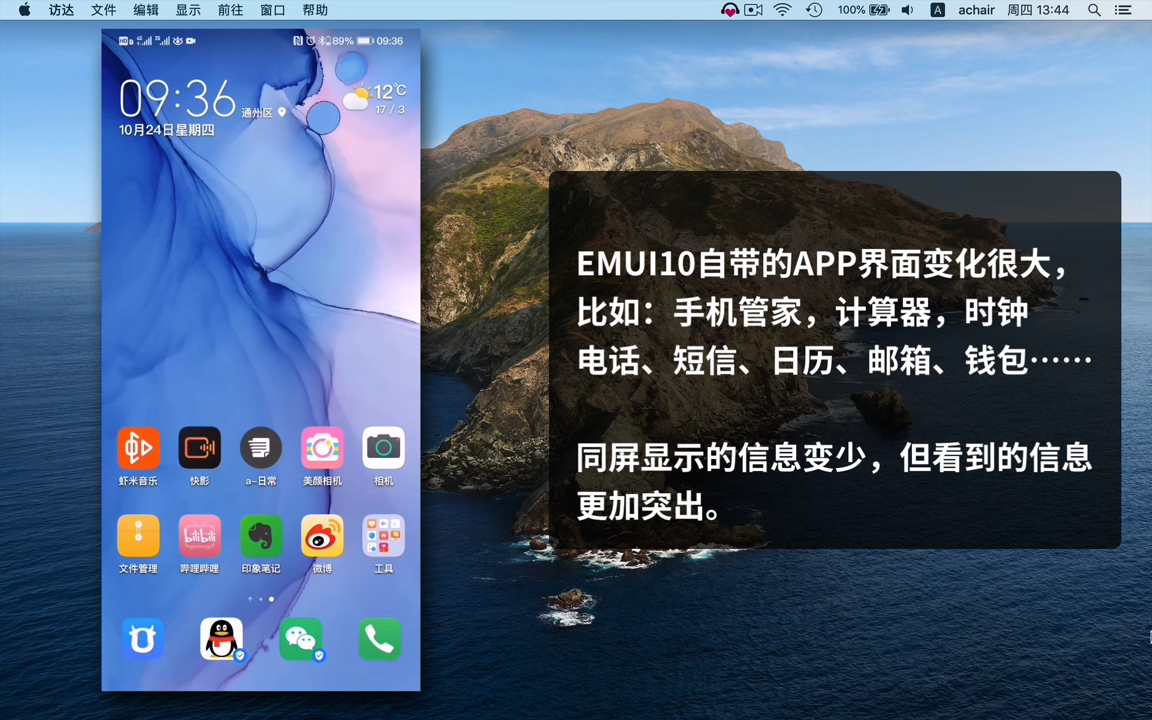 访达 文件 编辑 显示 前往 窗口 帮助 100% A achair 周四 13:44
89% 09:36
09:36 通州区 12℃
17 / 3
10月24日星期四
虾米音乐 快影 a-日常 美颜相机 相机
bilibili
文件管理 哔哩哔哩 印象笔记 微博 工具
EMUI10自带的APP界面变化很大，
比如：手机管家，计算器，时钟
电话、短信、日历、邮箱、钱包……
同屏显示的信息变少，但看到的信息
更加突出。